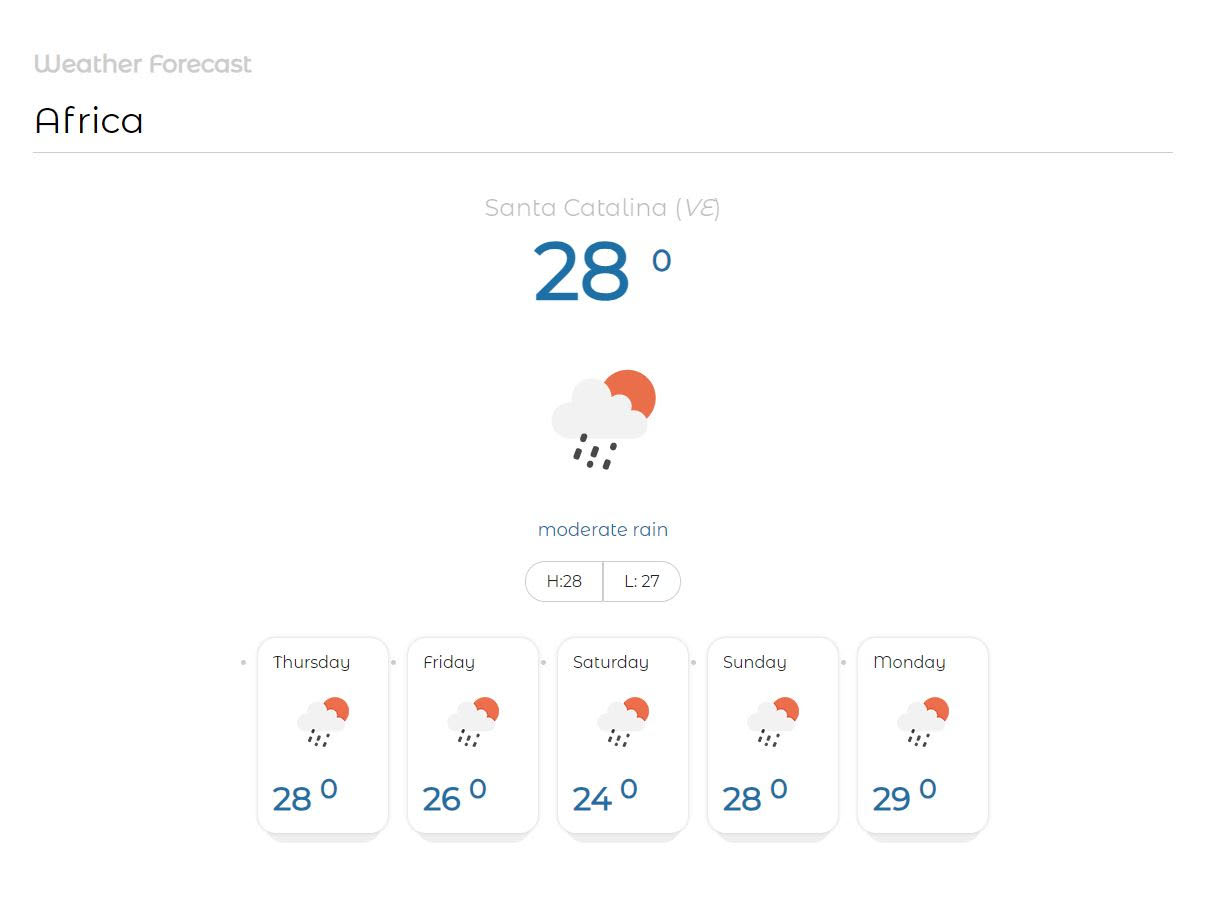 Weather Forecast
Africa
Santa Catalina (VE)
28 0
moderate rain
H:28 L: 27
Thursday Friday Saturday Sunday Monday
28 0 26 0 24 0 28 0 29 0